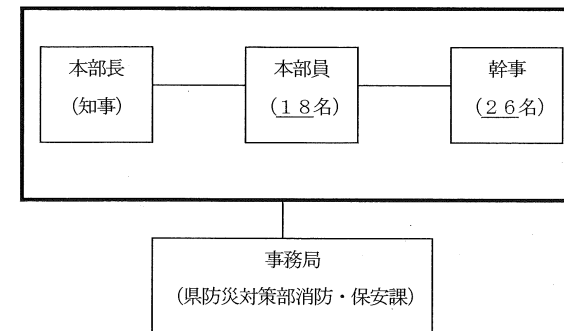 本部長
(知事)
本部員
(１８名)
幹事
(２６名)
事務局
(県防災対策部消防・保安課)